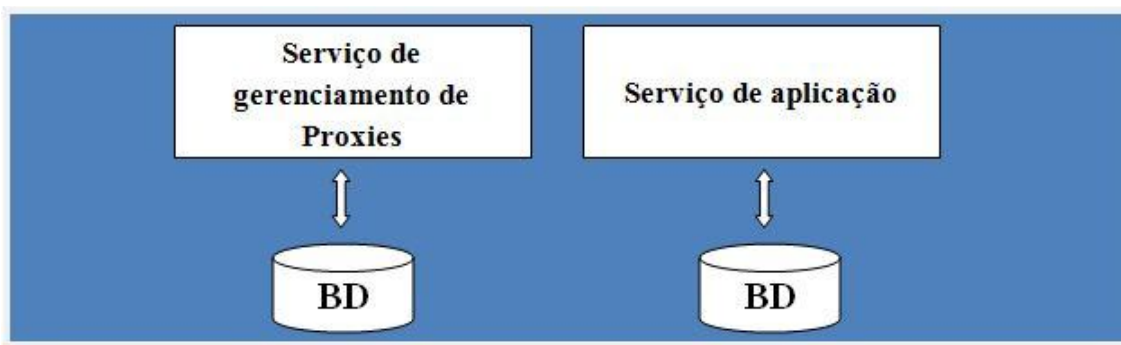 Serviço de
gerenciamento de
Proxies
Serviço de aplicação
BD
BD